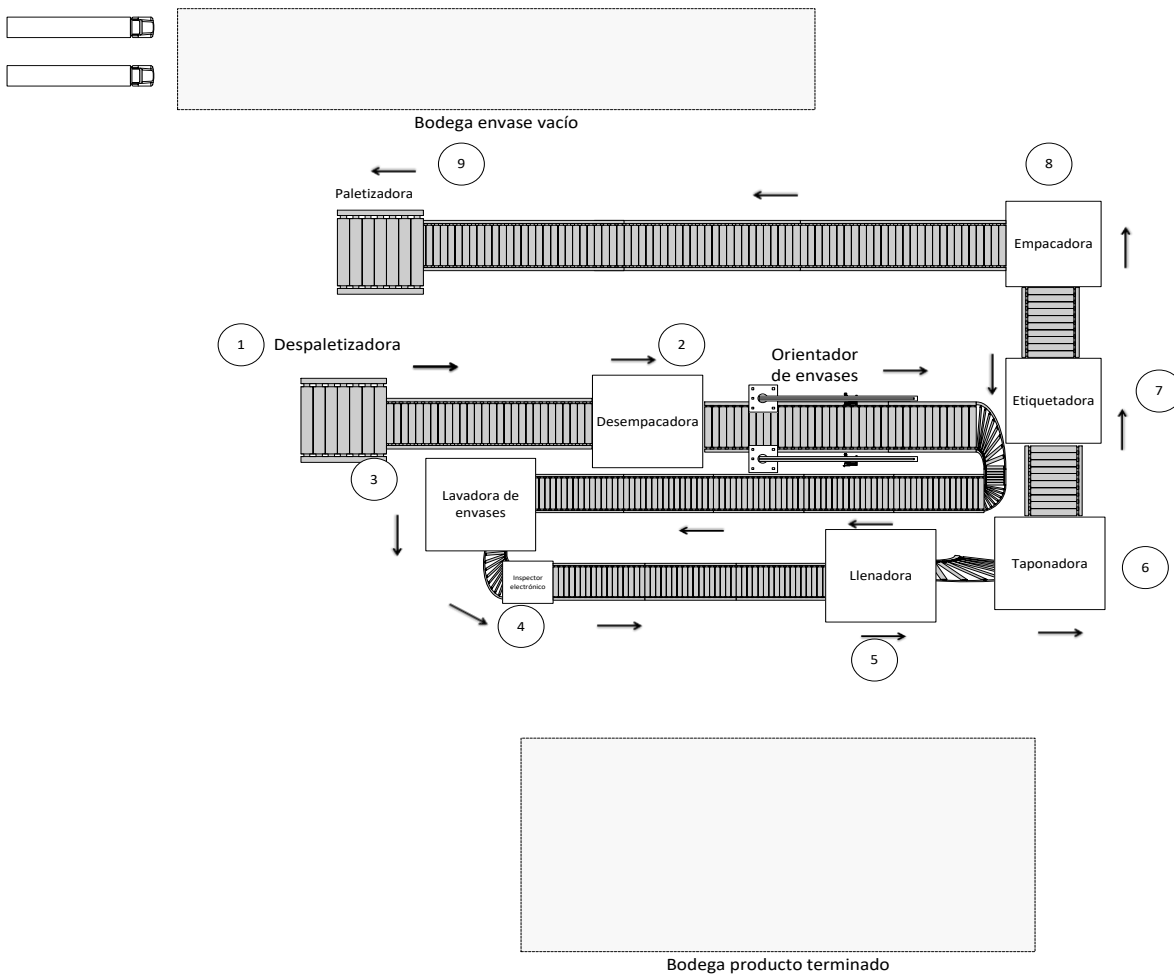 Bodega envase vacío
9
8
Paletizadora
Empacadora
1
Despaletizadora
2
Orientador
de envases
Desempacadora
Etiquetadora
7
3
Lavadora de
envases
Inspector
electrónico
Llenadora
Taponadora
6
4
5
Bodega producto terminado